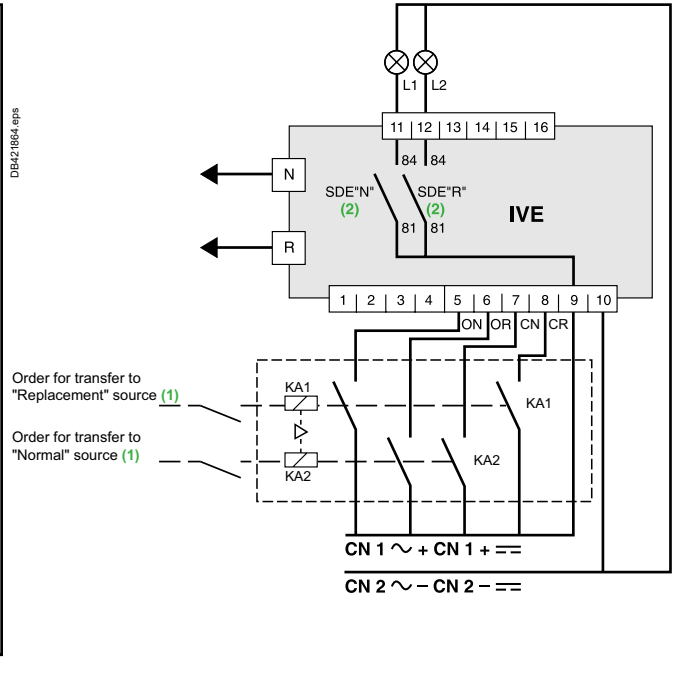 DB421864.eps
L1 L2
11 12 13 14 15 16
84 84
N
SDE"N" SDE"R"
(2) (2)
IVE
81 81
R
1 2 3 4 5 6 7 8 9 10
ON OR CN CR
Order for transfer to
"Replacement" source (1)
KA1
KA1
Order for transfer to
"Normal" source (1)
KA2
KA2
CN 1 ~ + CN 1 + ⎓
CN 2 ~ – CN 2 – ⎓